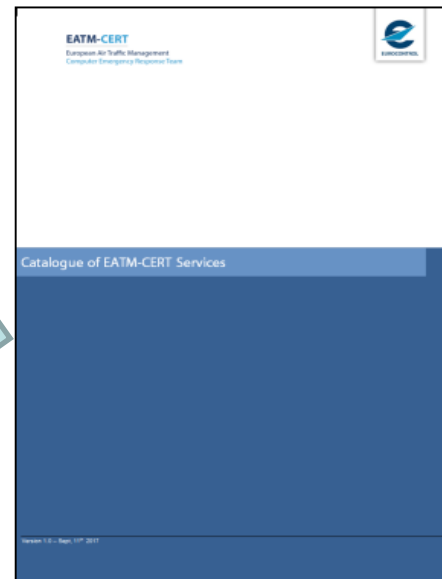 EATM-CERT
European Air Traffic Management
Computer Emergency Response Team
EUROCONTROL
Catalogue of EATM-CERT Services
Version 1.0 – Sept, 11th 2017